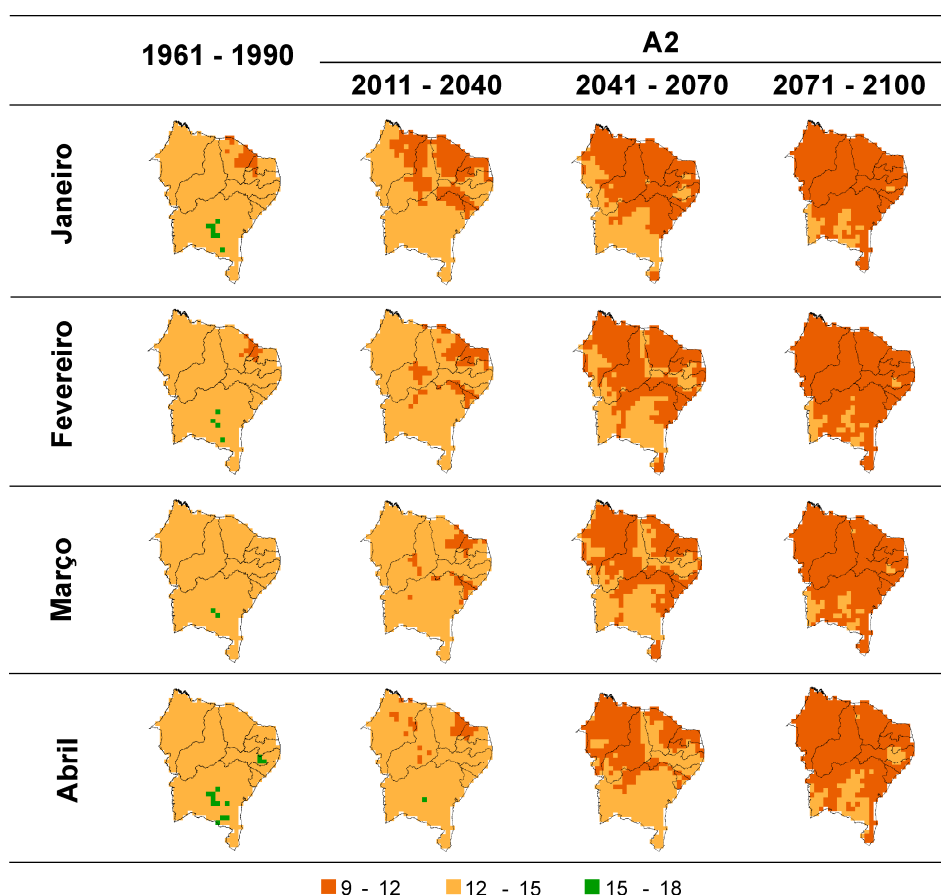 A2
1961 - 1990
2011 - 2040
2041 - 2070
2071 - 2100
Janeiro
Fevereiro
Março
Abril
9 - 12
12 - 15
15 - 18